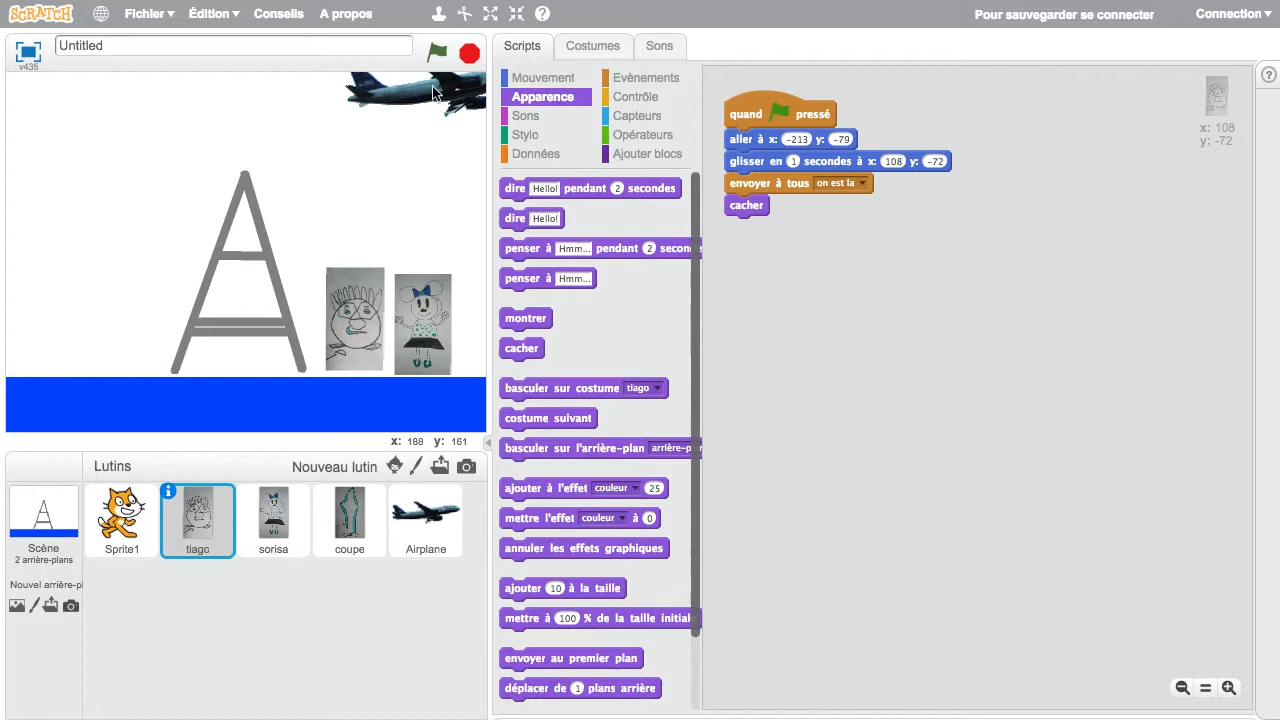 SCRATCH
Fichier
Édition
Conseils
A propos
Pour sauvegarder se connecter
Connection
v435
Untitled
Scripts
Costumes
Sons
Mouvement
Apparence
Sons
Stylo
Données
Evènements
Contrôle
Capteurs
Opérateurs
Ajouter blocs
dire Hello! pendant 2 secondes
dire Hello!
penser à Hmm... pendant 2 secon
penser à Hmm...
montrer
cacher
basculer sur costume tiago
costume suivant
basculer sur l'arrière-plan arrière-p
ajouter à l'effet couleur 25
mettre l'effet couleur à 0
annuler les effets graphiques
ajouter 10 à la taille
mettre à 100 % de la taille initial
envoyer au premier plan
déplacer de 1 plans arrière
quand pressé
aller à x: -213 y: -79
glisser en 1 secondes à x: 108 y: -72
envoyer à tous on est la
cacher
x: 108
y: -72
x: 188 y: 161
Lutins
Nouveau lutin
Scène
2 arrière-plans
Nouvel arrière-pl
Sprite1
tiago
sorisa
coupe
Airplane